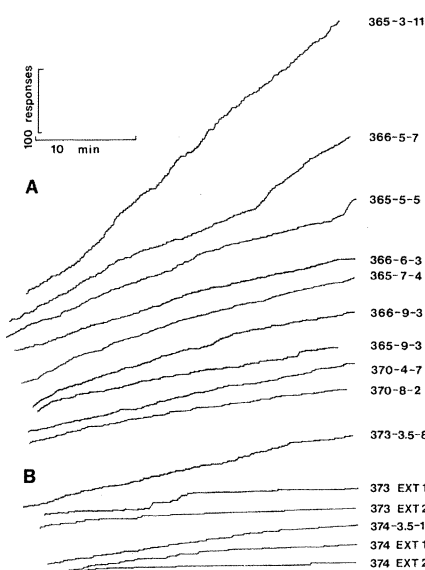 365-3-11
100 responses
10 min
366-5-7
A
365-5-5
366-6-3
365-7-4
366-9-3
365-9-3
370-4-7
370-8-2
373-3.5-8
B
373 EXT 1
373 EXT 2
374-3.5-1
374 EXT 1
374 EXT 2